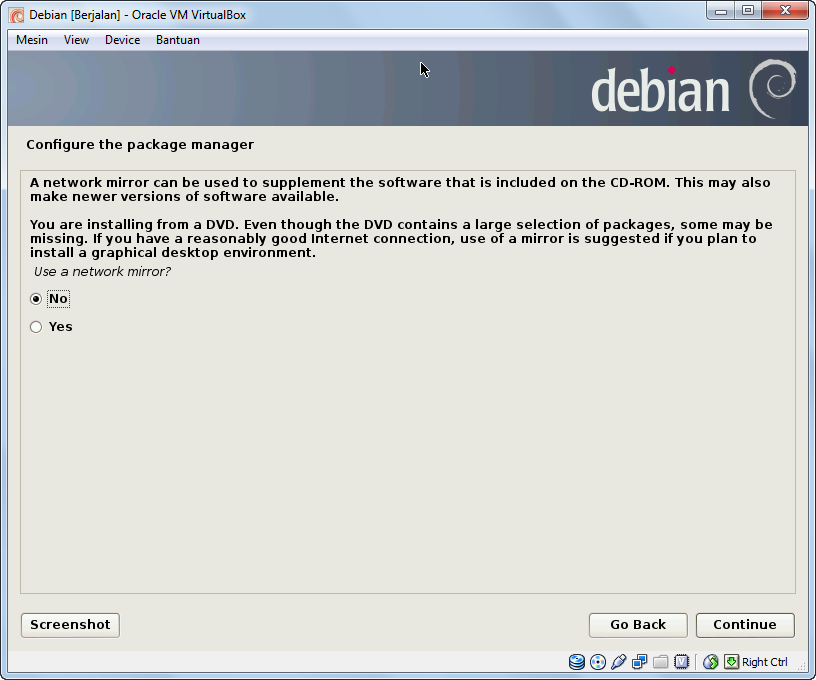 Debian [Berjalan] - Oracle VM VirtualBox
Mesin View Device Bantuan
debian
Configure the package manager
A network mirror can be used to supplement the software that is included on the CD-ROM. This may also
make newer versions of software available.
You are installing from a DVD. Even though the DVD contains a large selection of packages, some may be
missing. If you have a reasonably good Internet connection, use of a mirror is suggested if you plan to
install a graphical desktop environment.
Use a network mirror?
No
Yes
Screenshot Go Back Continue
Right Ctrl